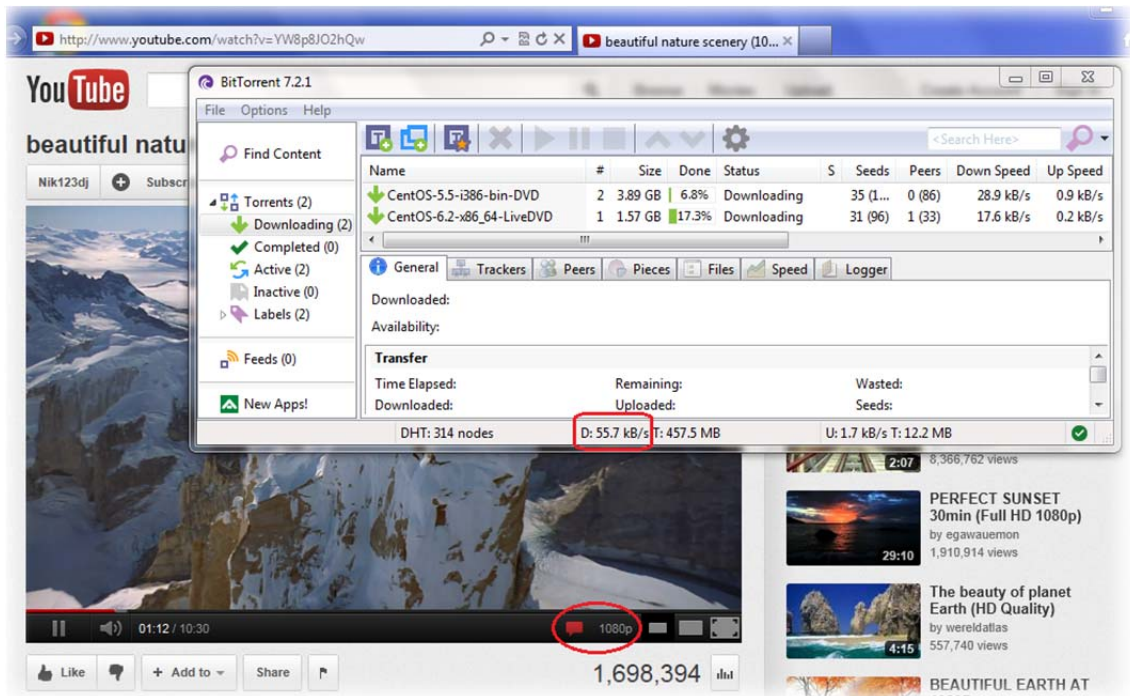 http://www.youtube.com/watch?v=YW8p8JO2hQw
beautiful nature scenery (10...
You Tube
beautiful natu
Nik123dj
Subscr
BitTorrent 7.2.1
File Options Help
<Search Here>
Find Content
Torrents (2)
Downloading (2)
Completed (0)
Active (2)
Inactive (0)
Labels (2)
Feeds (0)
New Apps!
Name # Size Done Status S Seeds Peers Down Speed Up Speed
CentOS-5.5-i386-bin-DVD 2 3.89 GB 6.8% Downloading 35 (1... 0 (86) 28.9 kB/s 0.9 kB/s
CentOS-6.2-x86_64-LiveDVD 1 1.57 GB 17.3% Downloading 31 (96) 1 (33) 17.6 kB/s 0.2 kB/s
General Trackers Peers Pieces Files Speed Logger
Downloaded:
Availability:
Transfer
Time Elapsed: Remaining: Wasted:
Downloaded: Uploaded: Seeds:
DHT: 314 nodes D: 55.7 kB/s T: 457.5 MB U: 1.7 kB/s T: 12.2 MB
2:07
8,366,762 views
PERFECT SUNSET
30min (Full HD 1080p)
by egawauemon
1,910,914 views
29:10
The beauty of planet
Earth (HD Quality)
by wereldatlas
557,740 views
4:15
BEAUTIFUL EARTH AT
01:12 / 10:30
1080p
Like
+ Add to
Share
1,698,394